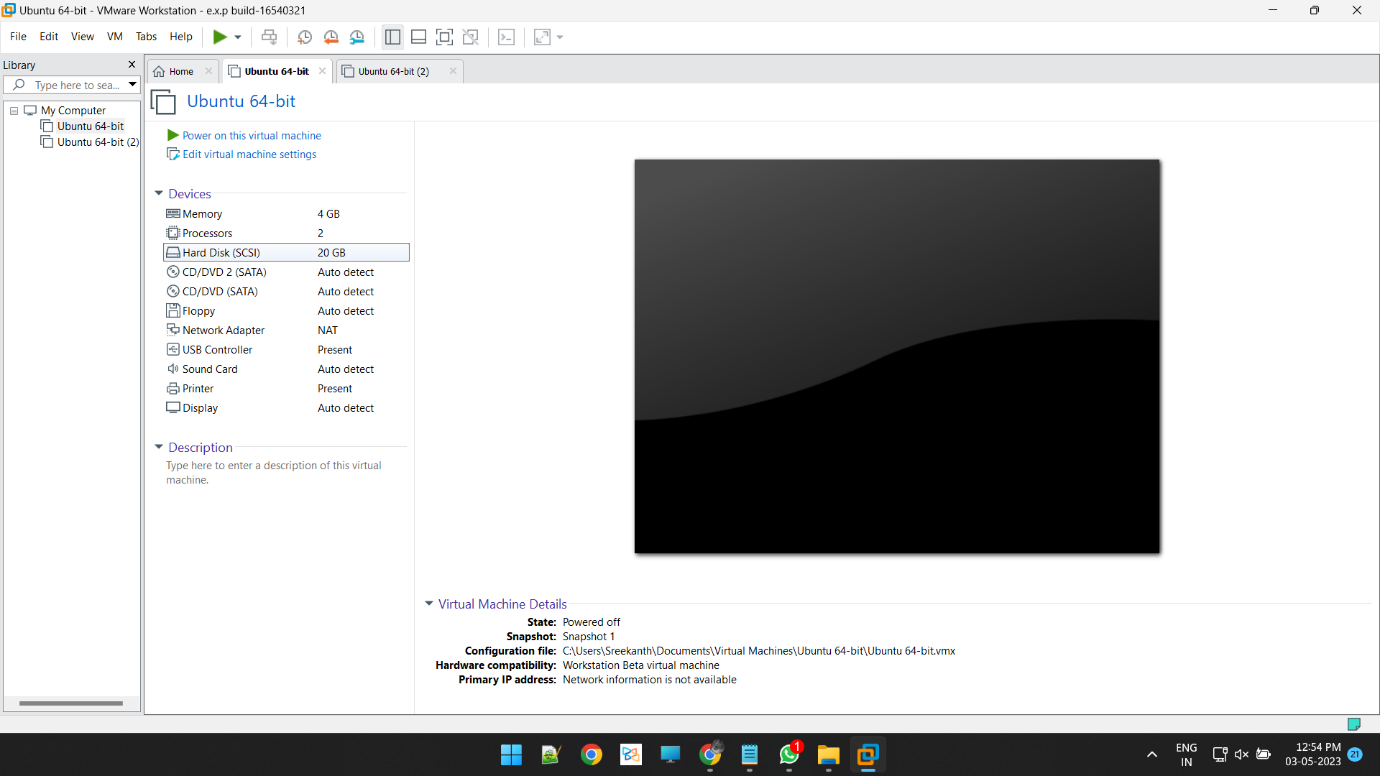 Ubuntu 64-bit - VMware Workstation - e.x.p build-16540321
File Edit View VM Tabs Help
Library
Type here to sea...
My Computer
Ubuntu 64-bit
Ubuntu 64-bit (2)
Home Ubuntu 64-bit Ubuntu 64-bit (2)
Ubuntu 64-bit
Power on this virtual machine
Edit virtual machine settings
Devices
Memory 4 GB
Processors 2
Hard Disk (SCSI) 20 GB
CD/DVD 2 (SATA) Auto detect
CD/DVD (SATA) Auto detect
Floppy Auto detect
Network Adapter NAT
USB Controller Present
Sound Card Auto detect
Printer Present
Display Auto detect
Description
Type here to enter a description of this virtual
machine.
Virtual Machine Details
State: Powered off
Snapshot: Snapshot 1
Configuration file: C:\Users\Sreekanth\Documents\Virtual Machines\Ubuntu 64-bit\Ubuntu 64-bit.vmx
Hardware compatibility: Workstation Beta virtual machine
Primary IP address: Network information is not available
1
ENG
IN
12:54 PM
03-05-2023
21